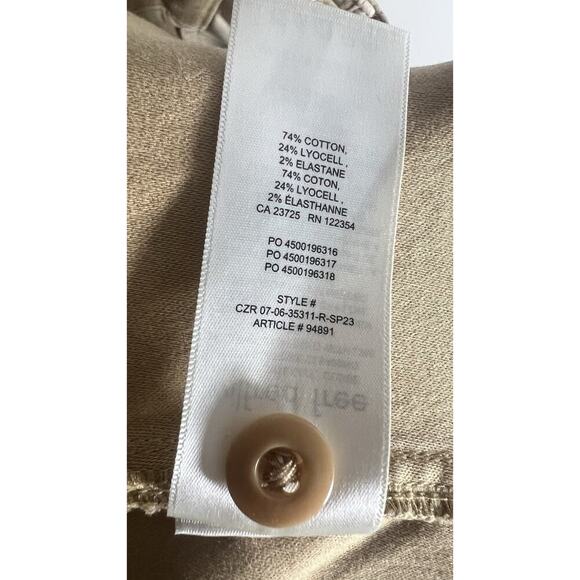 74% COTTON,
24% LYOCELL ,
2% ELASTANE
74% COTON,
24% LYOCELL ,
2% ÉLASTHANNE
CA 23725 RN 122354
PO 4500196316
PO 4500196317
PO 4500196318
STYLE #
CZR 07-06-35311-R-SP23
ARTICLE # 94891